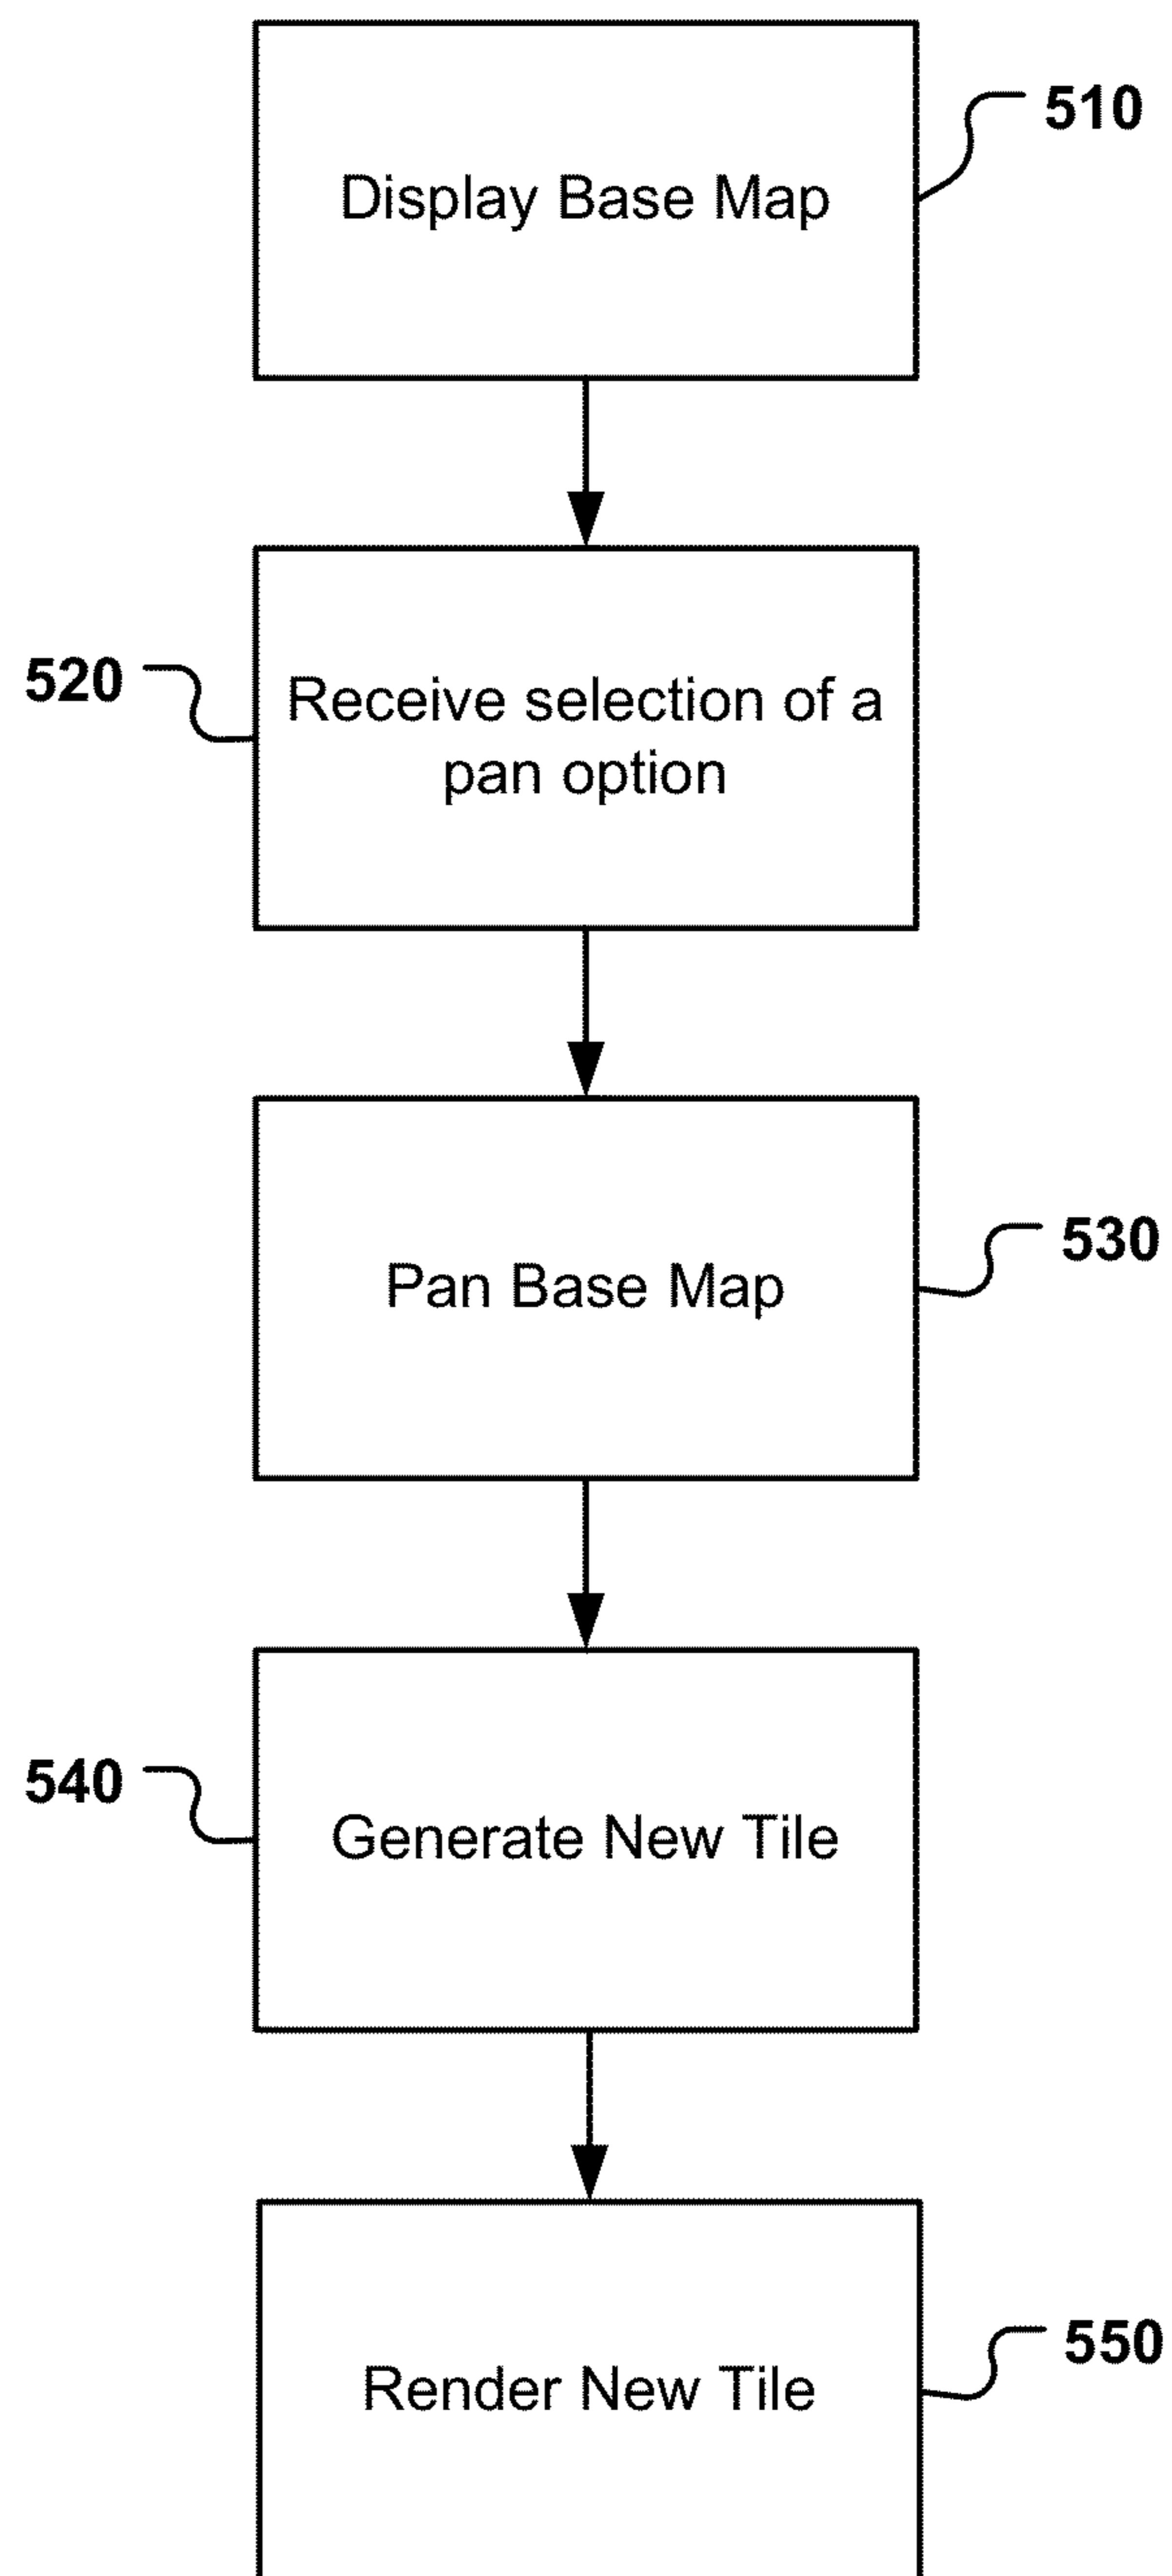 Display Base Map
510
520
Receive selection of a
pan option
Pan Base Map
530
540
Generate New Tile
Render New Tile
550